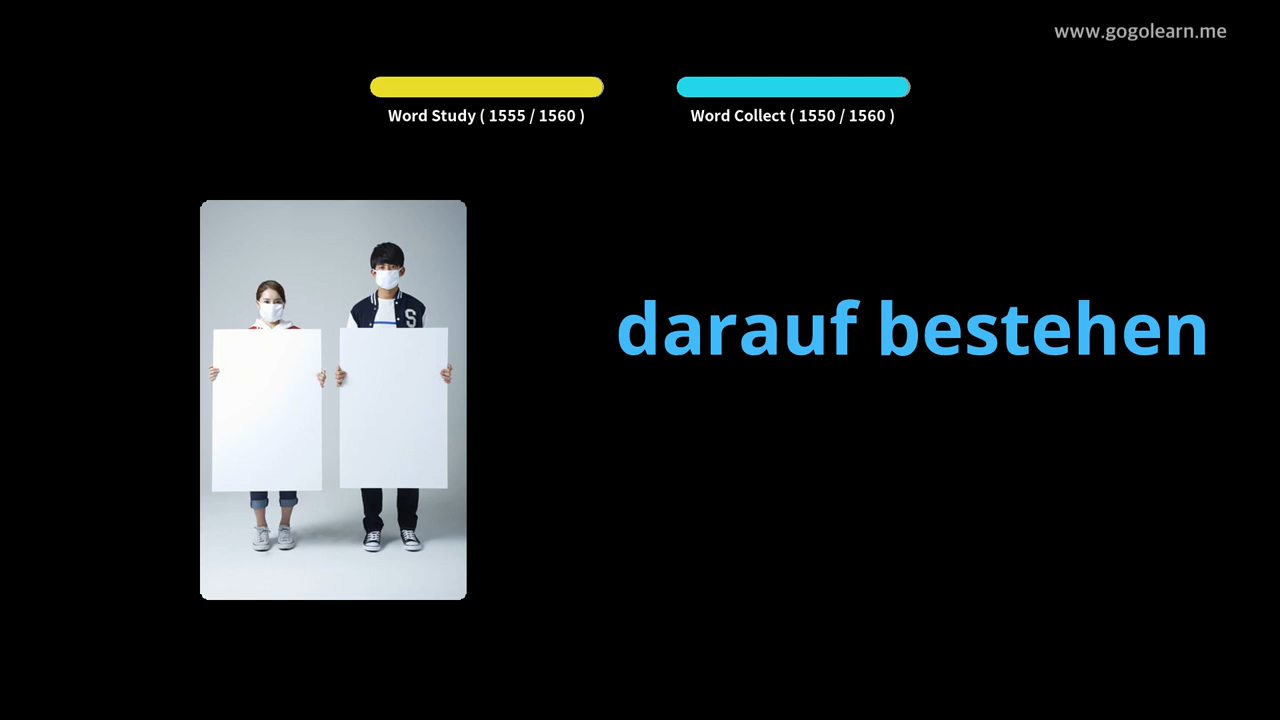 www.gogolearn.me
Word Study ( 1555 / 1560 )
Word Collect ( 1550 / 1560 )
S
darauf bestehen